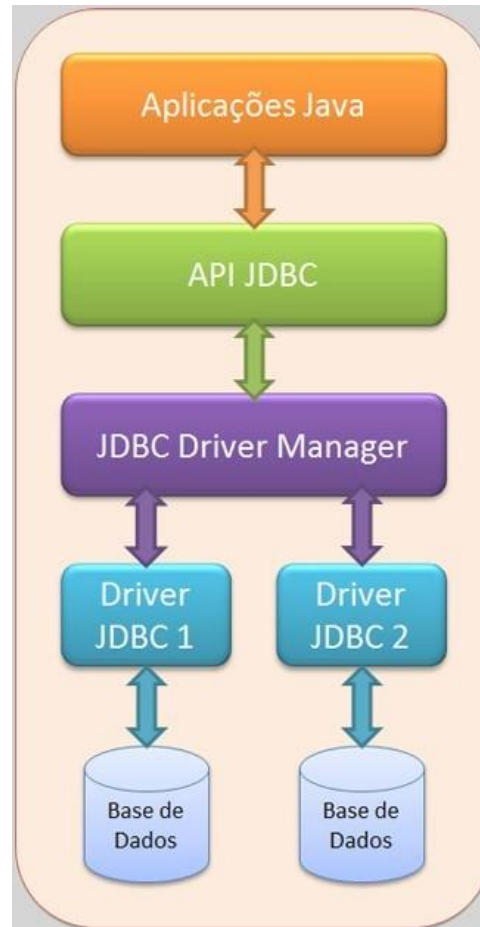 Aplicações Java
API JDBC
JDBC Driver Manager
Driver
JDBC 1
Driver
JDBC 2
Base de
Dados
Base de
Dados